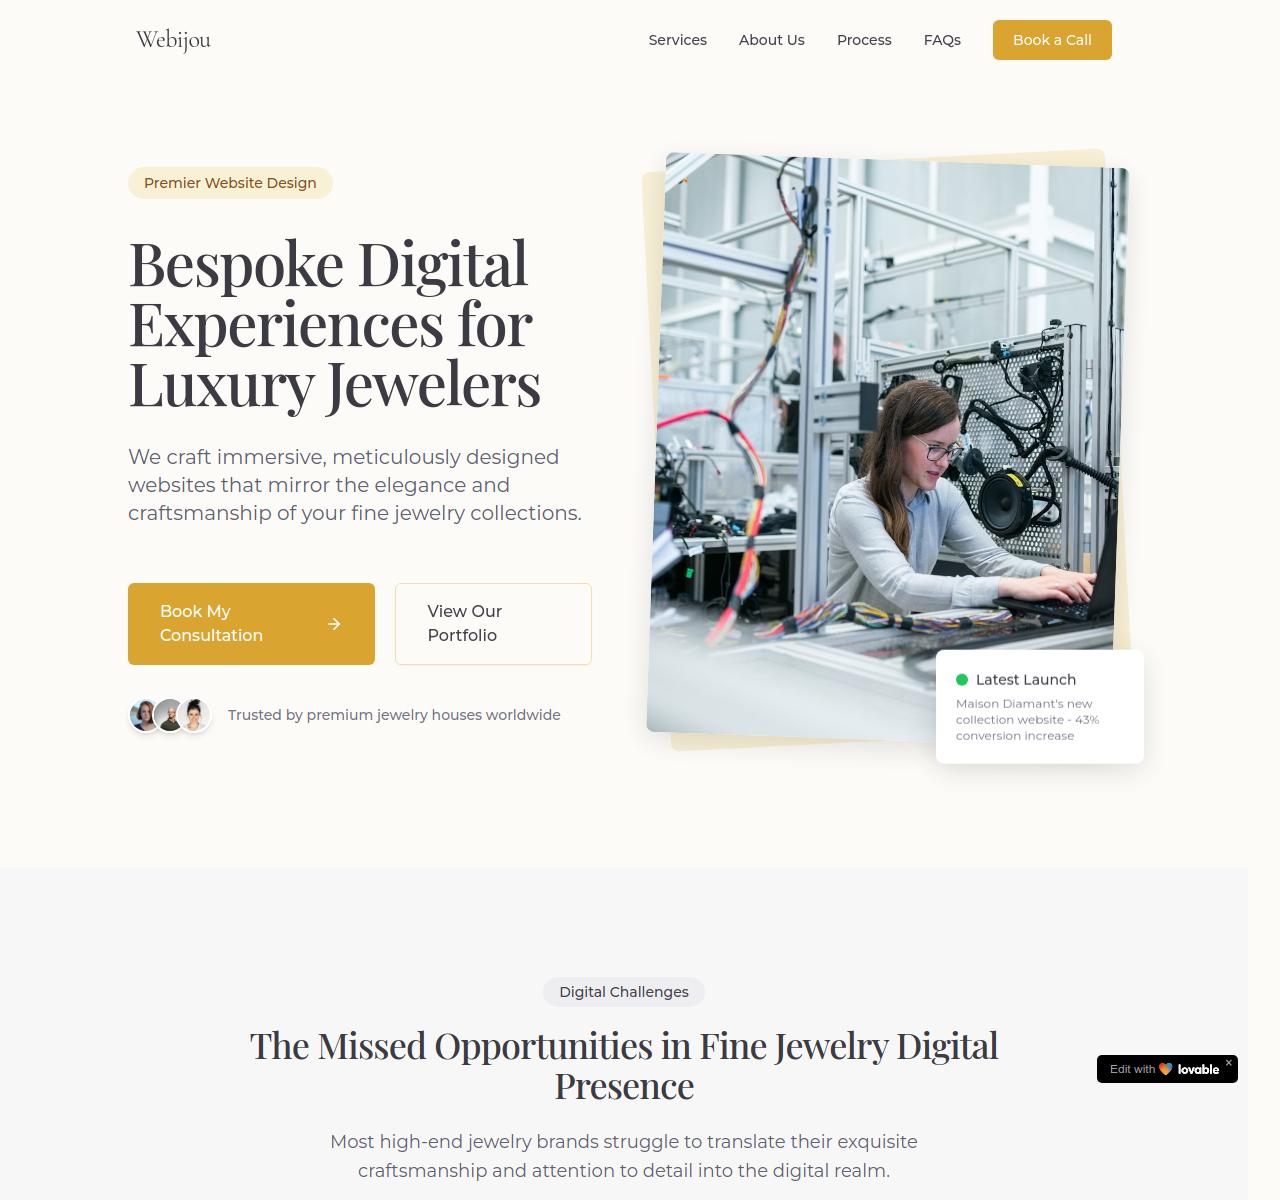 Webijou
Services
About Us
Process
FAQs
Book a Call
Premier Website Design
Bespoke Digital
Experiences for
Luxury Jewelers
We craft immersive, meticulously designed
websites that mirror the elegance and
craftsmanship of your fine jewelry collections.
Book My
Consultation
View Our
Portfolio
Trusted by premium jewelry houses worldwide
Latest Launch
Maison Diamant's new
collection website - 43%
conversion increase
Digital Challenges
The Missed Opportunities in Fine Jewelry Digital
Presence
Edit with lovable
Most high-end jewelry brands struggle to translate their exquisite
craftsmanship and attention to detail into the digital realm.